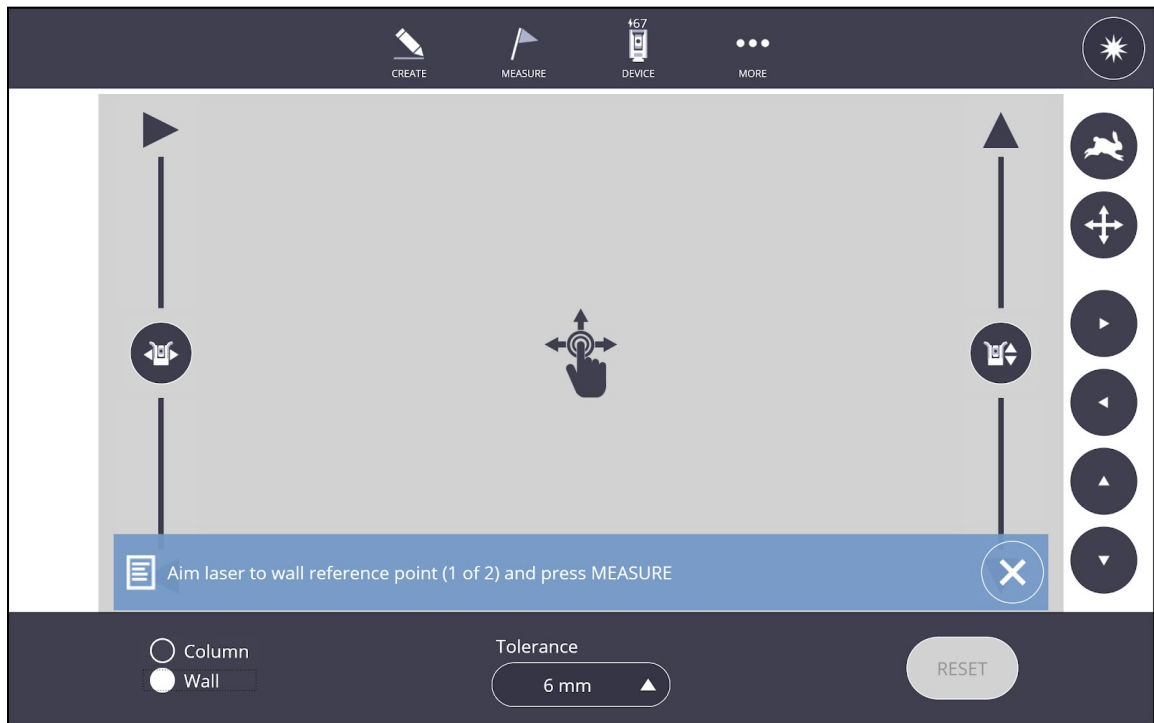 67
CREATE
MEASURE
DEVICE
MORE
Aim laser to wall reference point (1 of 2) and press MEASURE
Column
Wall
Tolerance
6 mm
RESET